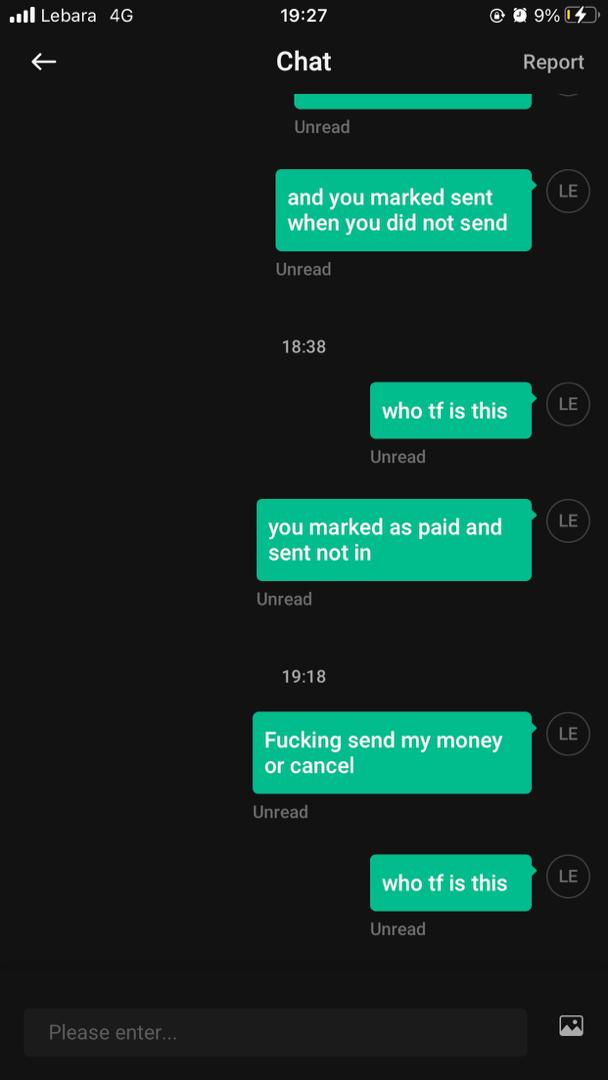 Lebara 4G 19:27 9%
Chat Report
Unread
and you marked sent
when you did not send
LE
Unread
18:38
who tf is this
LE
Unread
you marked as paid and
sent not in
LE
Unread
19:18
Fucking send my money
or cancel
LE
Unread
who tf is this
LE
Unread
Please enter...